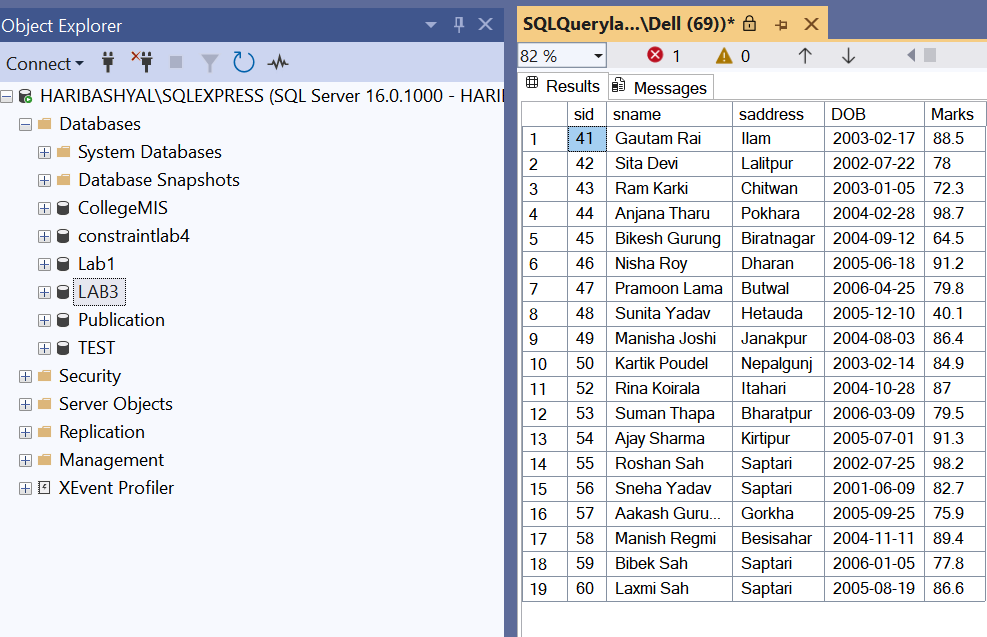 Object Explorer
Connect
HARIBASHYAL\SQLEXPRESS (SQL Server 16.0.1000 - HARI
Databases
System Databases
Database Snapshots
CollegeMIS
constraintlab4
Lab1
LAB3
Publication
TEST
Security
Server Objects
Replication
Management
XEvent Profiler
SQLQueryla...\Dell (69))*
82 % 1 0
Results Messages
sid sname saddress DOB Marks
1 41 Gautam Rai Ilam 2003-02-17 88.5
2 42 Sita Devi Lalitpur 2002-07-22 78
3 43 Ram Karki Chitwan 2003-01-05 72.3
4 44 Anjana Tharu Pokhara 2004-02-28 98.7
5 45 Bikesh Gurung Biratnagar 2004-09-12 64.5
6 46 Nisha Roy Dharan 2005-06-18 91.2
7 47 Pramoon Lama Butwal 2006-04-25 79.8
8 48 Sunita Yadav Hetauda 2005-12-10 40.1
9 49 Manisha Joshi Janakpur 2004-08-03 86.4
10 50 Kartik Poudel Nepalgunj 2003-02-14 84.9
11 52 Rina Koirala Itahari 2004-10-28 87
12 53 Suman Thapa Bharatpur 2006-03-09 79.5
13 54 Ajay Sharma Kirtipur 2005-07-01 91.3
14 55 Roshan Sah Saptari 2002-07-25 98.2
15 56 Sneha Yadav Saptari 2001-06-09 82.7
16 57 Aakash Guru... Gorkha 2005-09-25 75.9
17 58 Manish Regmi Besisahar 2004-11-11 89.4
18 59 Bibek Sah Saptari 2006-01-05 77.8
19 60 Laxmi Sah Saptari 2005-08-19 86.6